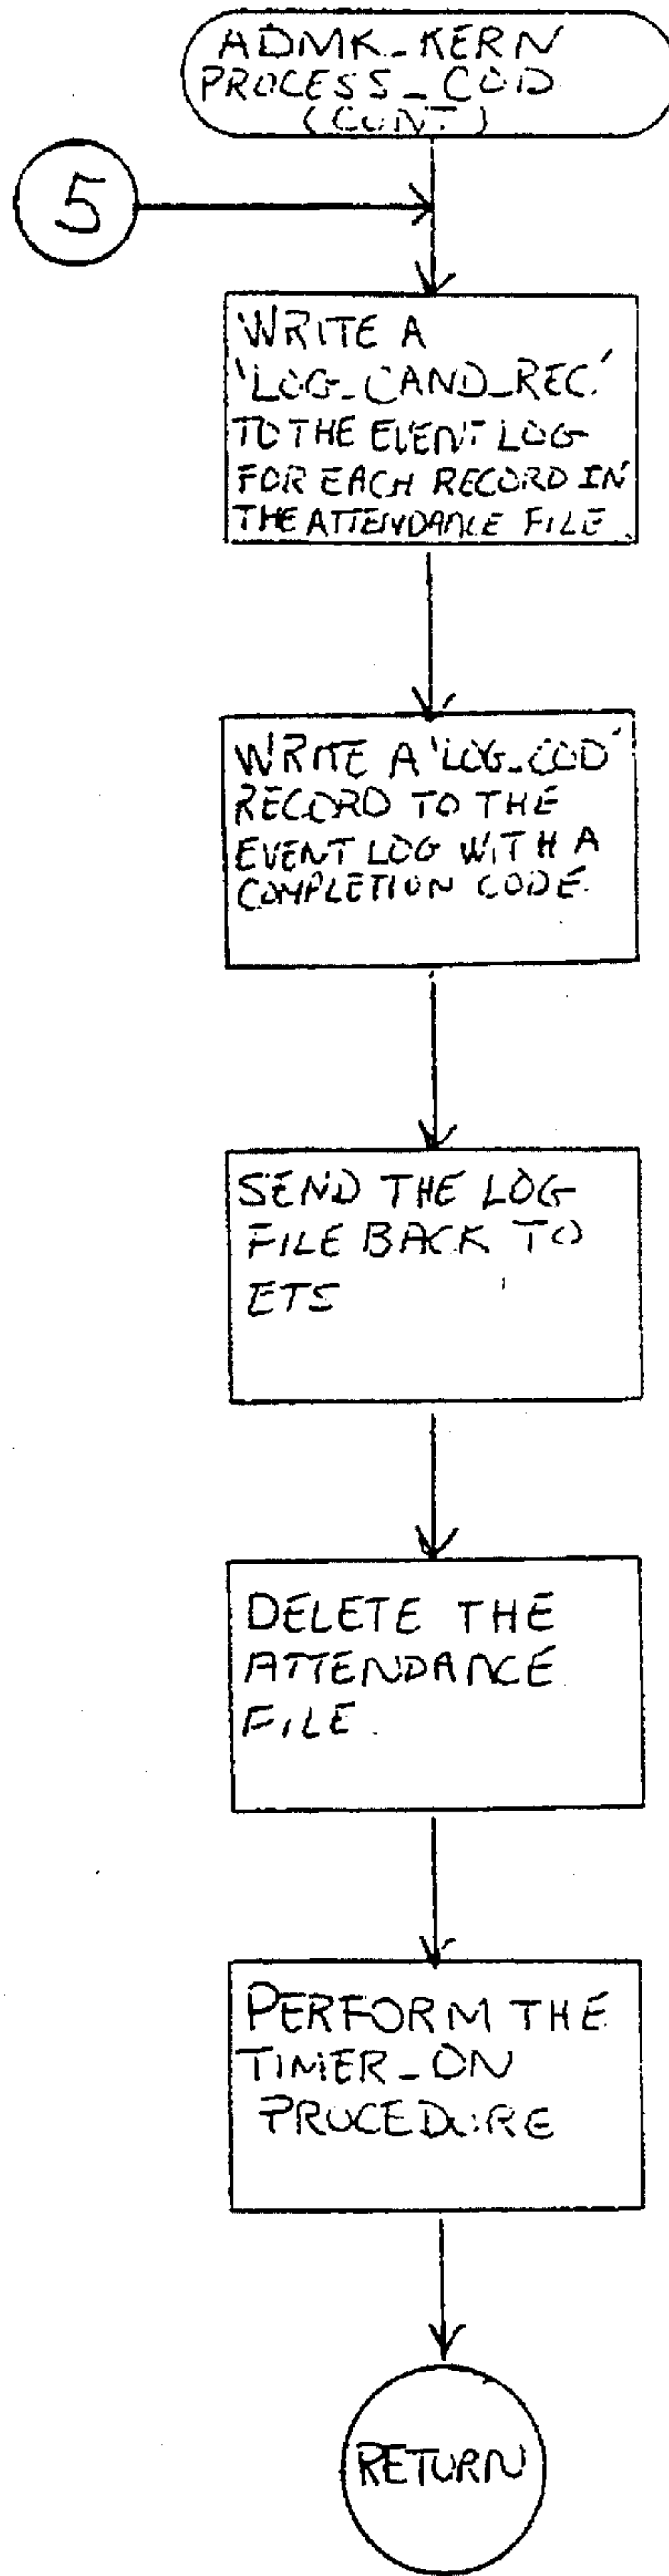 ADMK_KERN
PROCESS_COD
(CONT)
5
WRITE A
'LOG_CAND_REC.'
TO THE EVENT LOG
FOR EACH RECORD IN
THE ATTENDANCE FILE.
WRITE A 'LOG_COD'
RECORD TO THE
EVENT LOG WITH A
COMPLETION CODE.
SEND THE LOG
FILE BACK TO
ETS
DELETE THE
ATTENDANCE
FILE.
PERFORM THE
TIMER_ON
PROCEDURE
RETURN